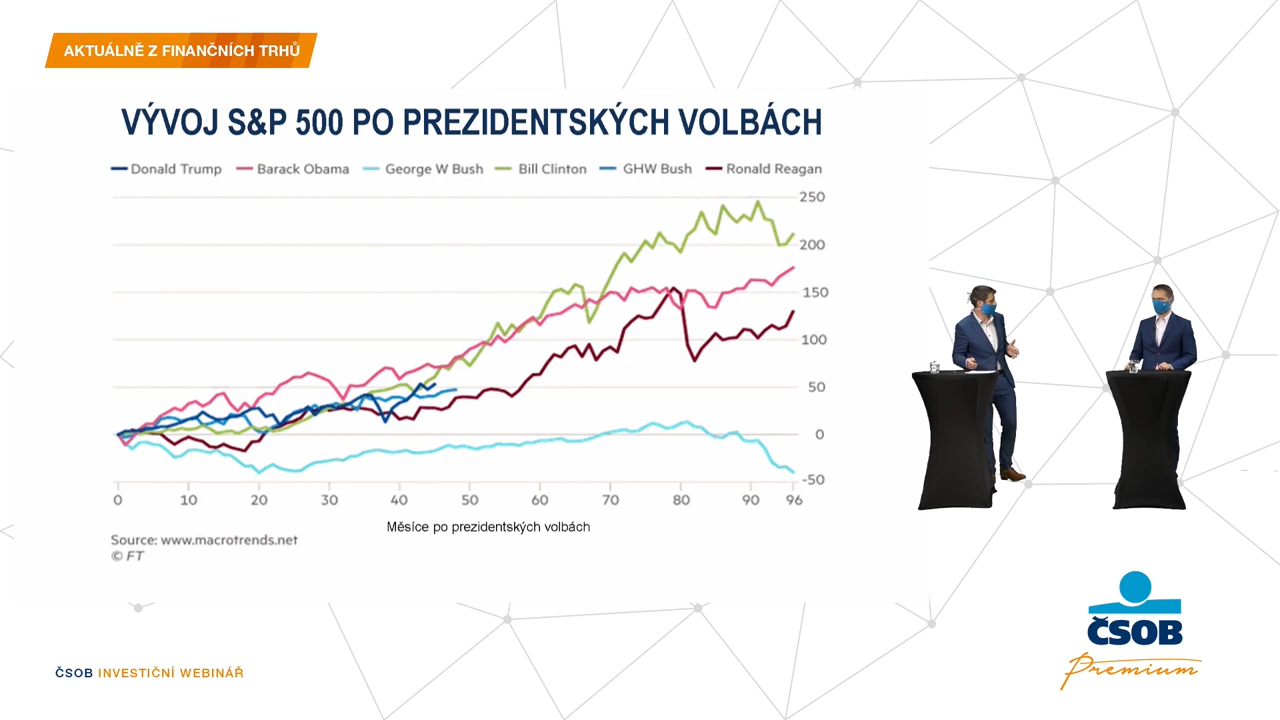 AKTUÁLNĚ Z FINANČNÍCH TRHŮ
VÝVOJ S&P 500 PO PREZIDENTSKÝCH VOLBÁCH
Donald Trump Barack Obama George W Bush Bill Clinton GHW Bush Ronald Reagan
250
200
150
100
50
0
-50
0 10 20 30 40 50 60 70 80 90 96
Měsíce po prezidentských volbách
Source: www.macrotrends.net
© FT
ČSOB
Premium
ČSOB INVESTIČNÍ WEBINÁŘ